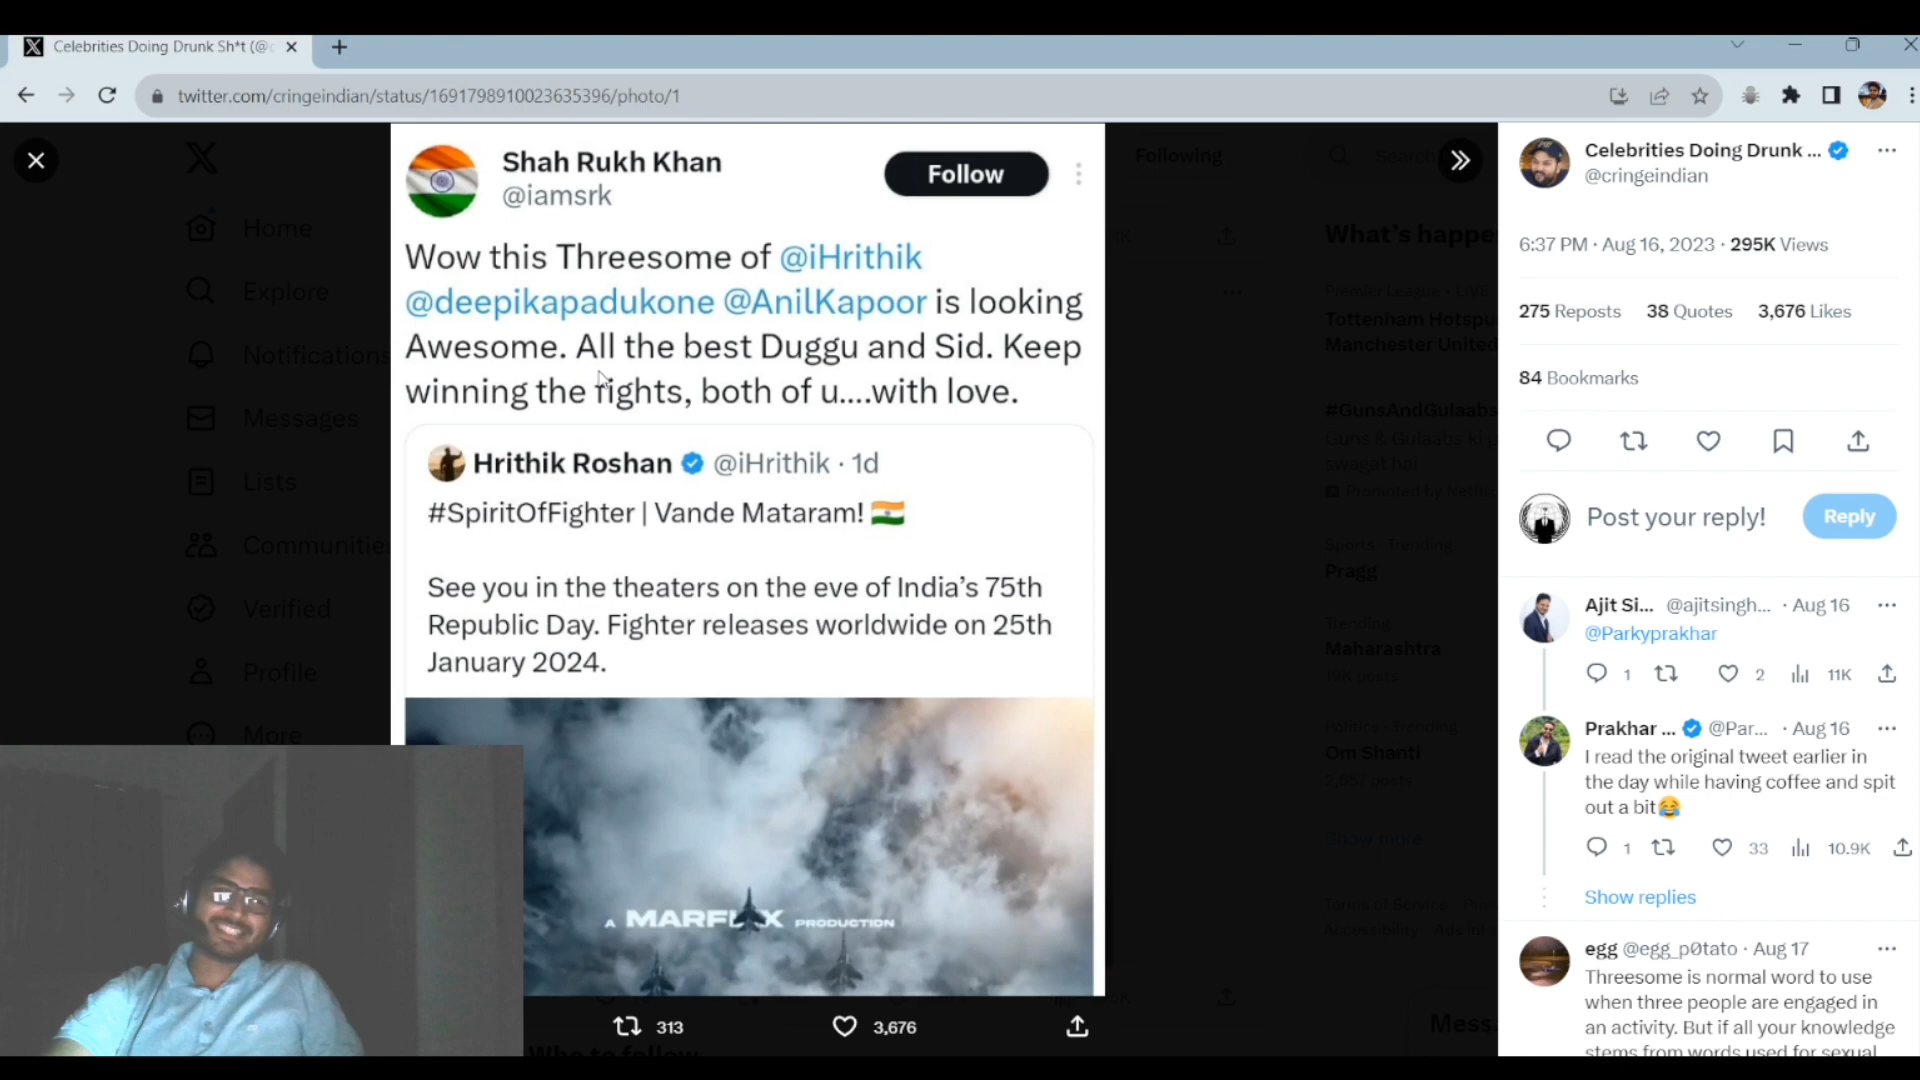 Celebrities Doing Drunk Sh*t (@c
twitter.com/cringeindian/status/1691798910023635396/photo/1
Home
Explore
Notifications
Messages
Lists
Communities
Verified
Profile
More
Shah Rukh Khan
@iamsrk
Follow
Wow this Threesome of @iHrithik
@deepikapadukone @AnilKapoor is looking
Awesome. All the best Duggu and Sid. Keep
winning the fights, both of u....with love.
Hrithik Roshan @iHrithik · 1d
#SpiritOfFighter | Vande Mataram! 🇮🇳
See you in the theaters on the eve of India's 75th
Republic Day. Fighter releases worldwide on 25th
January 2024.
A MARFLIX PRODUCTION
313
3,676
Who to follow
Following
Search
What's happe
Premier League · LIVE
Tottenham Hotspu
Manchester United
#GunsAndGulaabs
Guns & Gulaabs ki
swagat hai
Promoted by Netfli
Sports · Trending
Pragg
Trending
Maharashtra
Politics · Trending
Om Shanti
2,657 posts
Show more
Terms of Service
Accessibility
Mess
Celebrities Doing Drunk ...
@cringeindian
6:37 PM · Aug 16, 2023 · 295K Views
275 Reposts 38 Quotes 3,676 Likes
84 Bookmarks
Post your reply!
Reply
Ajit Si... @ajitsingh... · Aug 16
@Parkyprakhar
1 2 11K
Prakhar ... @Par... · Aug 16
I read the original tweet earlier in
the day while having coffee and spit
out a bit😂
1 33 10.9K
Show replies
egg @egg_p0tato · Aug 17
Threesome is normal word to use
when three people are engaged in
an activity. But if all your knowledge
stems from words used for sexual